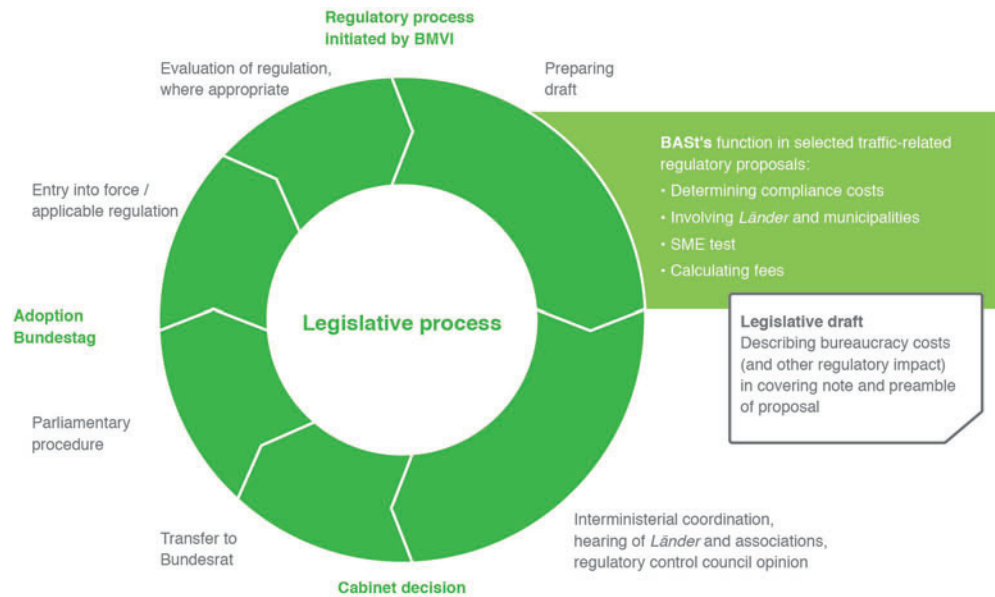 Regulatory process
initiated by BMVI
Evaluation of regulation,
where appropriate
Preparing
draft
BASt's function in selected traffic-related
regulatory proposals:
• Determining compliance costs
• Involving Länder and municipalities
• SME test
• Calculating fees
Entry into force /
applicable regulation
Adoption
Bundestag
Legislative process
Legislative draft
Describing bureaucracy costs
(and other regulatory impact)
in covering note and preamble
of proposal
Parliamentary
procedure
Transfer to
Bundesrat
Interministerial coordination,
hearing of Länder and associations,
regulatory control council opinion
Cabinet decision